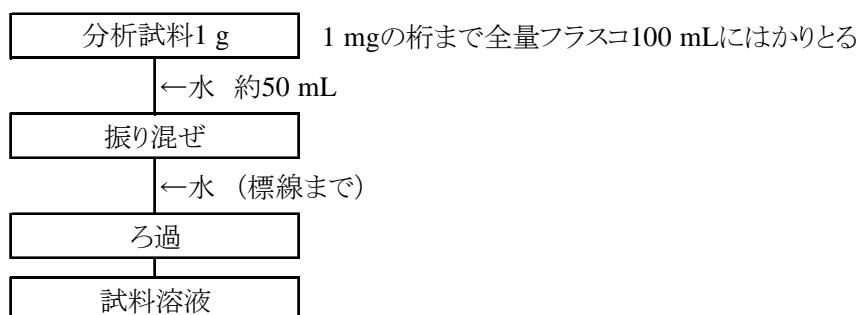 分析試料1 g 1 mgの桁まで全量フラスコ100 mLにはかりとる
←水 約50 mL
振り混ぜ
←水 (標線まで)
ろ過
試料溶液